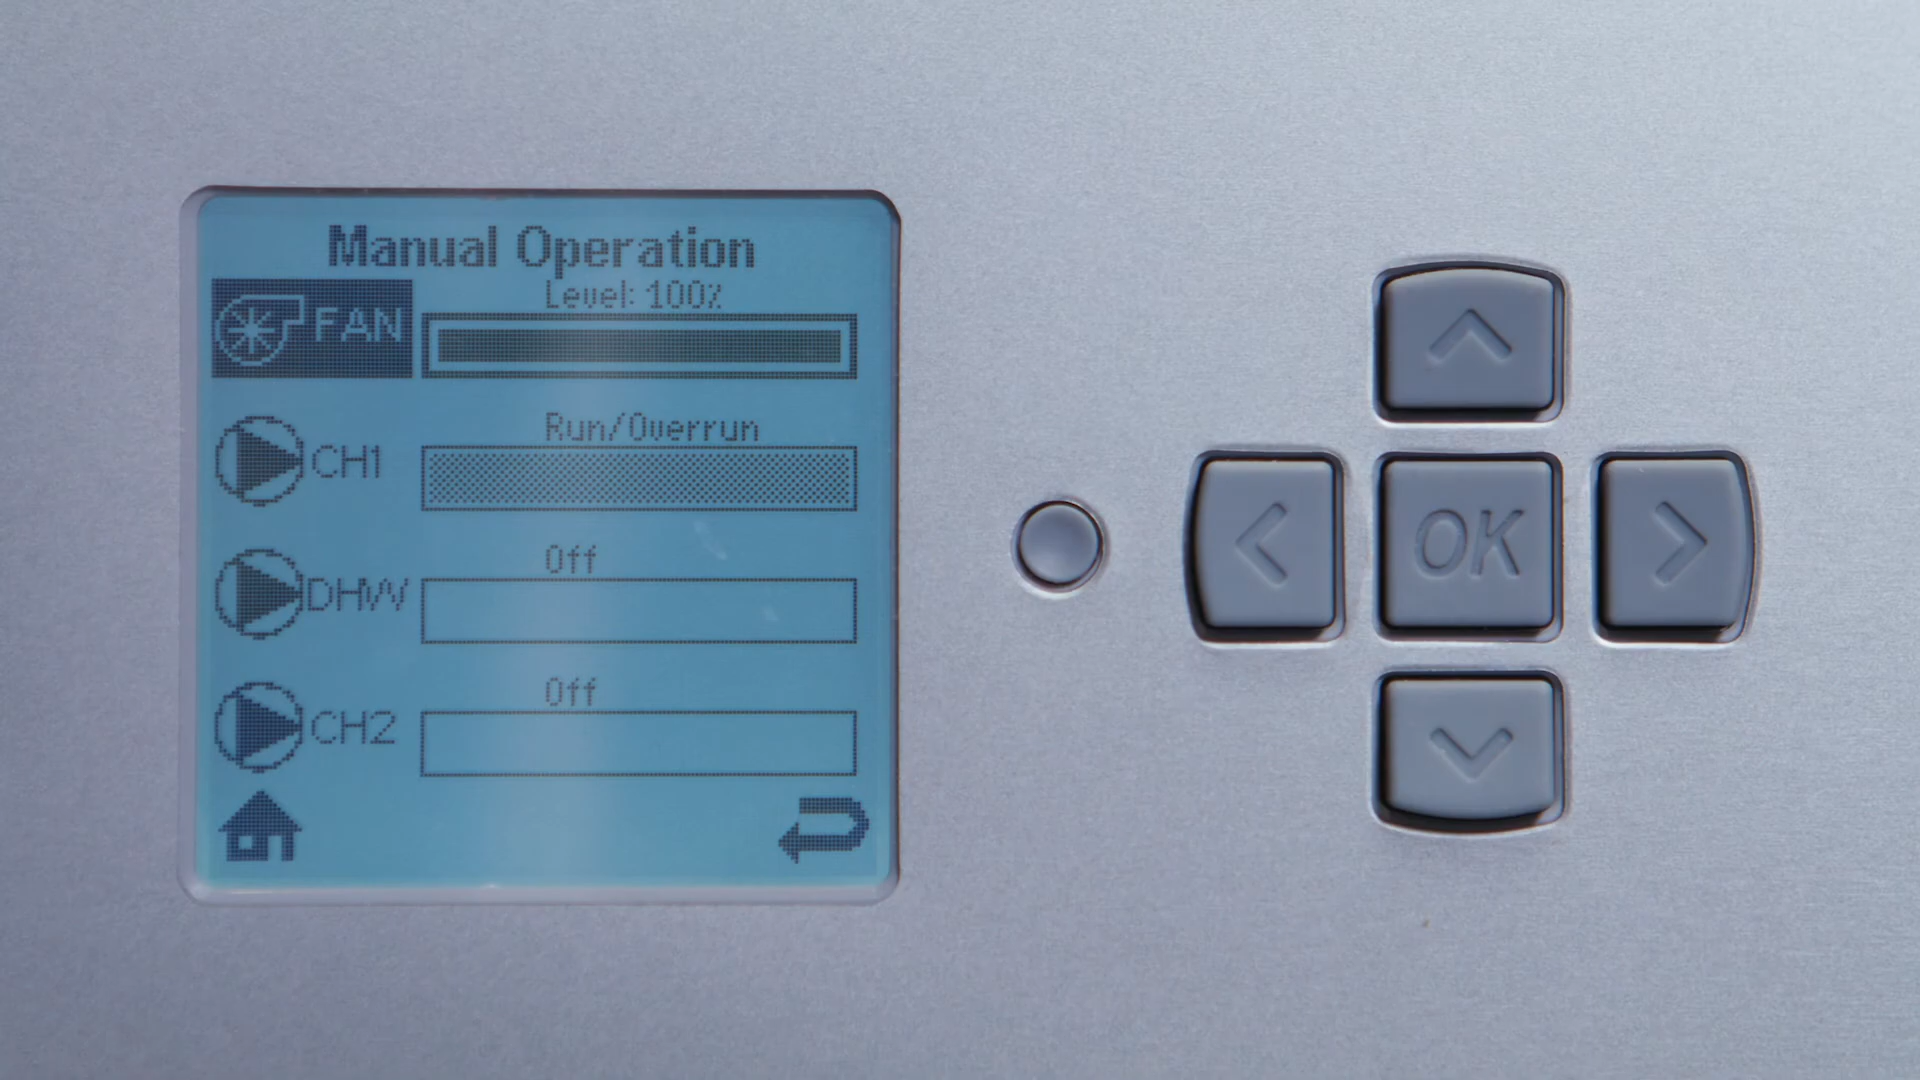 Manual Operation
Level: 100%
FAN
Run/Overrun
CH1
Off
DHW
Off
CH2
OK